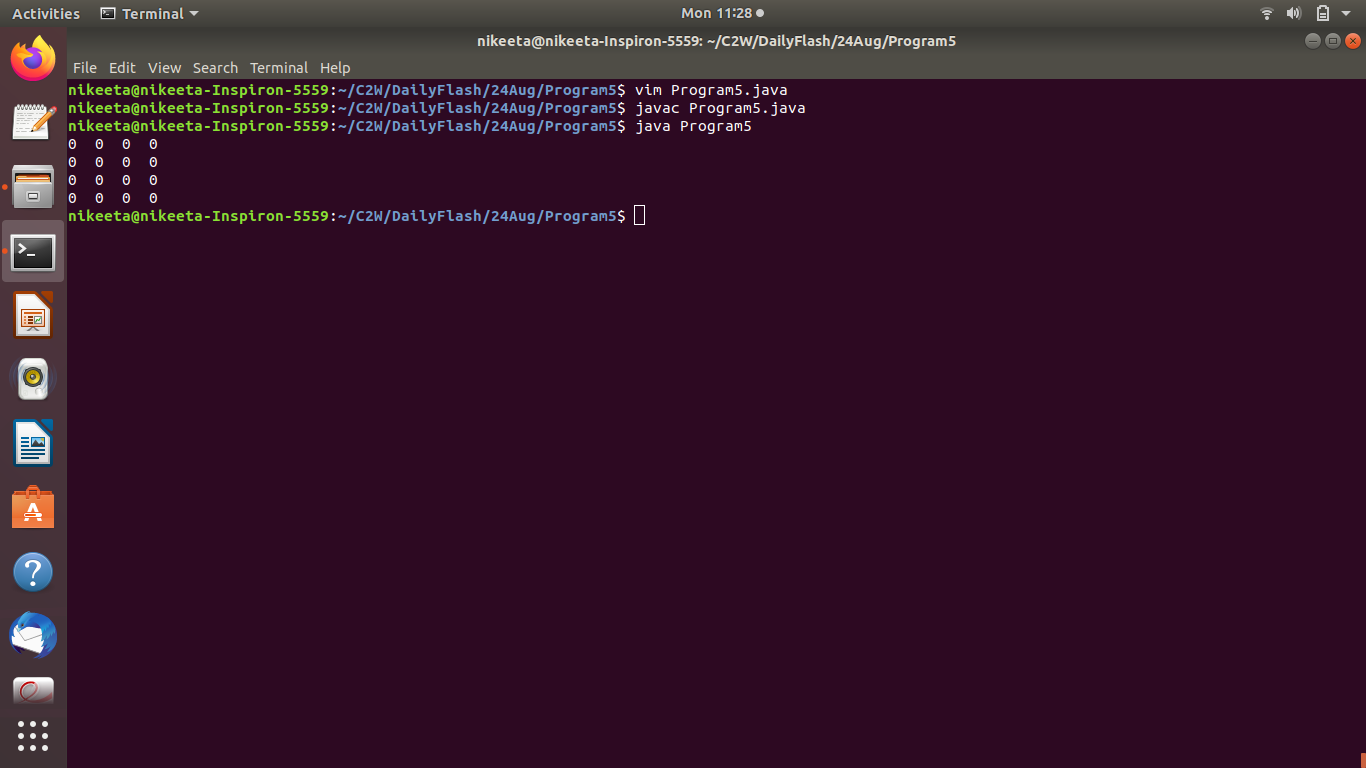 Activities Terminal Mon 11:28
nikeeta@nikeeta-Inspiron-5559: ~/C2W/DailyFlash/24Aug/Program5
File Edit View Search Terminal Help
nikeeta@nikeeta-Inspiron-5559:~/C2W/DailyFlash/24Aug/Program5$ vim Program5.java
nikeeta@nikeeta-Inspiron-5559:~/C2W/DailyFlash/24Aug/Program5$ javac Program5.java
nikeeta@nikeeta-Inspiron-5559:~/C2W/DailyFlash/24Aug/Program5$ java Program5
0  0  0  0
0  0  0  0
0  0  0  0
0  0  0  0
nikeeta@nikeeta-Inspiron-5559:~/C2W/DailyFlash/24Aug/Program5$